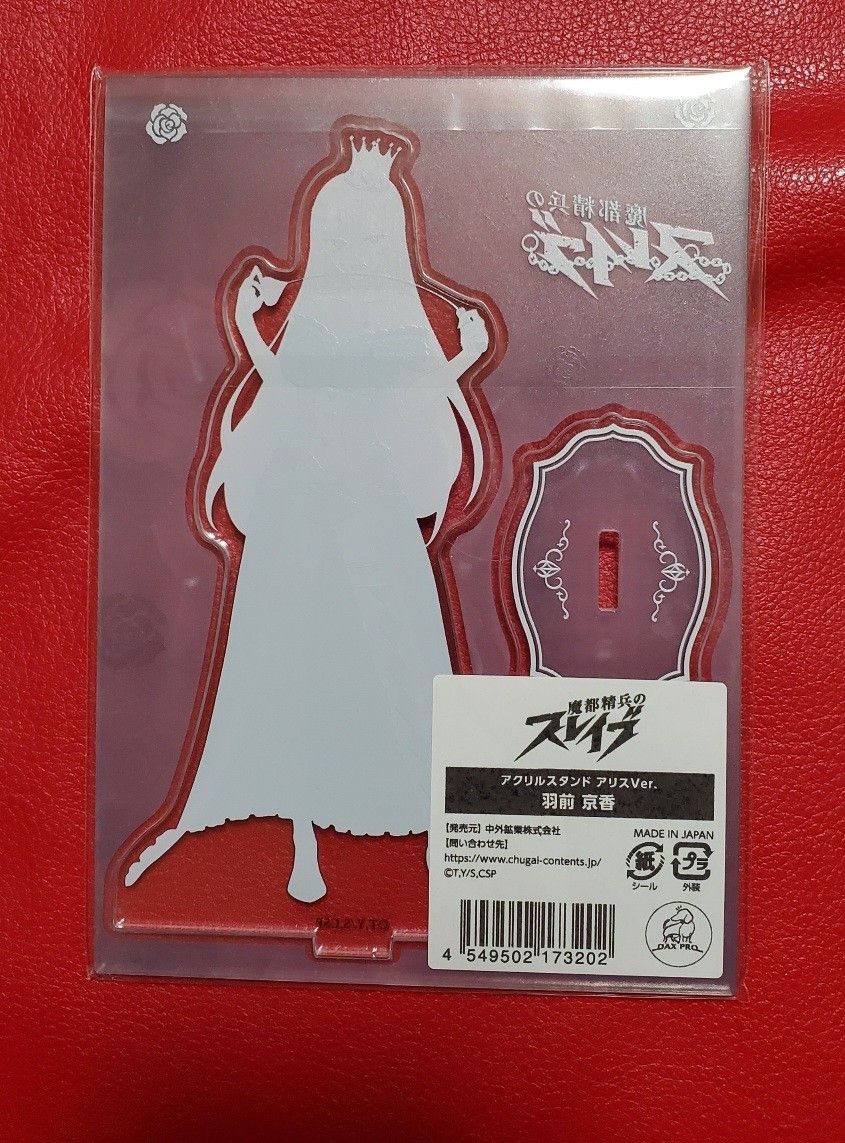 魔都精兵の
スレイブ
魔都精兵の
スレイブ
アクリルスタンド アリスVer.
羽前 京香
【発売元】中外鉱業株式会社
【問い合わせ先】
https://www.chugai-contents.jp/
©T,Y/S,CSP
MADE IN JAPAN
紙
シール
プラ
外装
DAX PRO
©T,Y/S,CSP
4 549502 173202